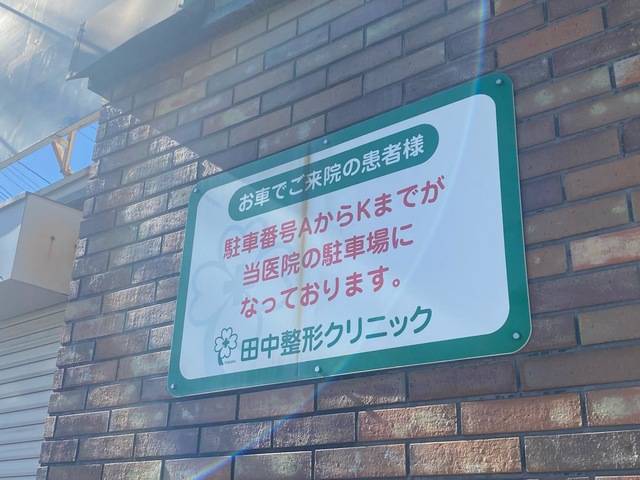 お車でご来院の患者様
駐車番号AからKまでが
当医院の駐車場に
なっております。
田中整形クリニック